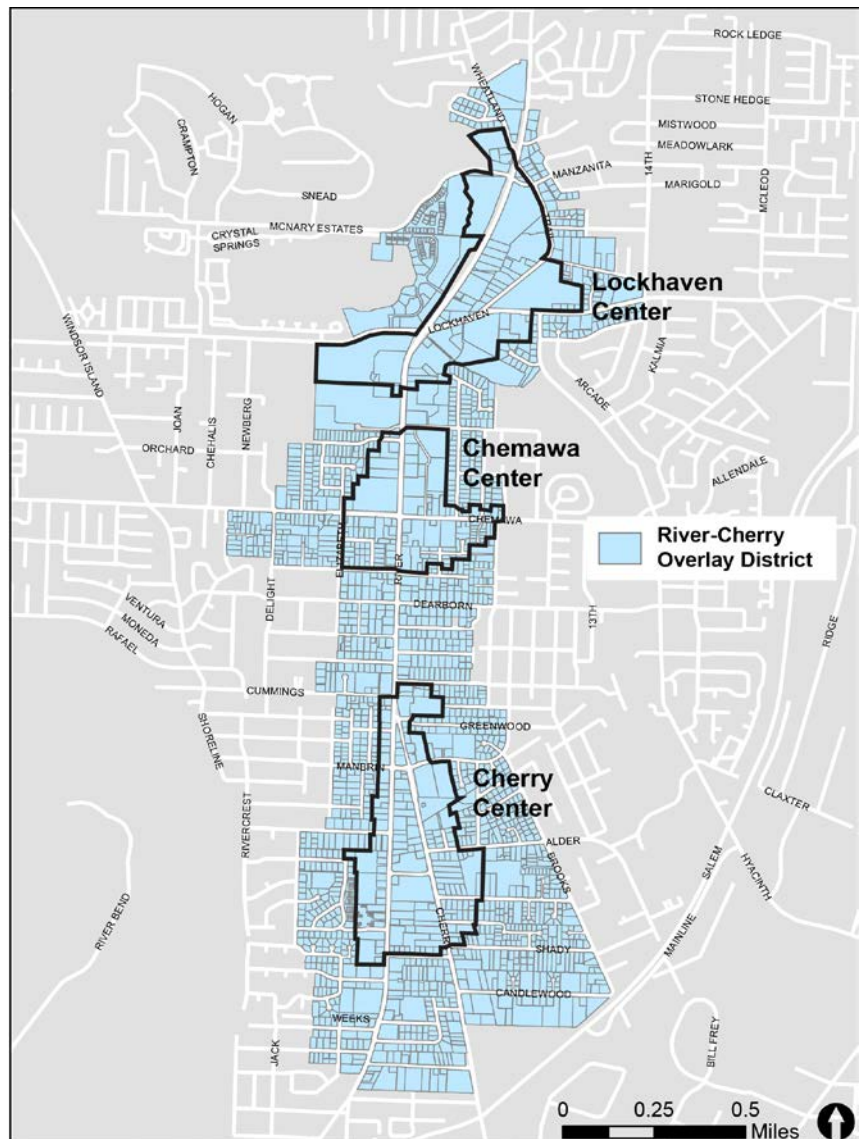 ROCK LEDGE
WHEATLAND
HOGAN
STONE HEDGE
CRAMPTON
MISTWOOD
MEADOWLARK
14TH
MANZANITA
MARIGOLD
MCLEOD
SNEAD
TRAIL
MCNARY ESTATES
CRYSTAL
SPRINGS
Lockhaven
Center
LOCKHAVEN
WINDSOR ISLAND
KALMIA
ARCADE
JOAN
CHEHALIS
NEWBERG
ORCHARD
Chemawa
Center
ALLENDALE
CHEMAWA
River-Cherry
Overlay District
ELIZABETH
RIVER
DELIGHT
DEARBORN
VENTURA
MONEDA
RAFAEL
13TH
RIDGE
CUMMINGS
SHORELINE
GREENWOOD
MANBRIN
Cherry
Center
CLAXTER
RIVERCREST
ALDER
BROOKS
SALEM
HYACINTH
MAINLINE
RIVER BEND
CHERRY
SHADY
CANDLEWOOD
WEEKS
JACK
BILL FREY
0 0.25 0.5
Miles